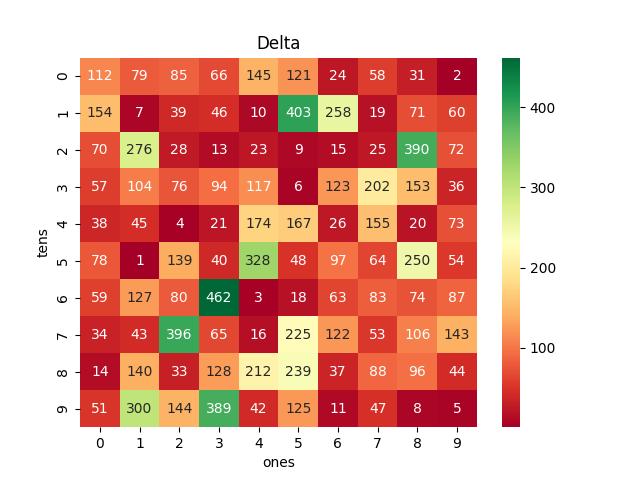 Delta
0 112 79 85 66 145 121 24 58 31 2
1 154 7 39 46 10 403 258 19 71 60
2 70 276 28 13 23 9 15 25 390 72
3 57 104 76 94 117 6 123 202 153 36
4 38 45 4 21 174 167 26 155 20 73
5 78 1 139 40 328 48 97 64 250 54
6 59 127 80 462 3 18 63 83 74 87
7 34 43 396 65 16 225 122 53 106 143
8 14 140 33 128 212 239 37 88 96 44
9 51 300 144 389 42 125 11 47 8 5
0 1 2 3 4 5 6 7 8 9
ones
tens
400
300
200
100